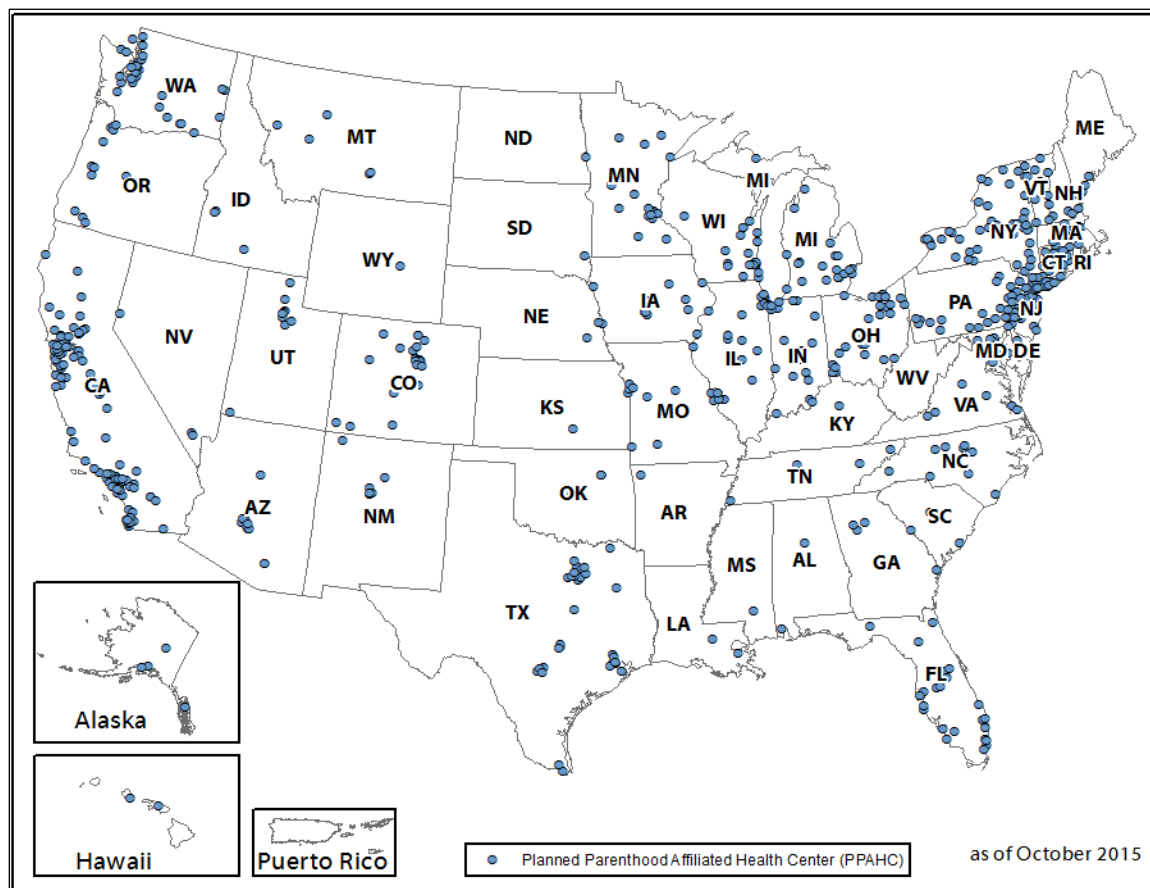 WA
MT
ND
ME
MN
OR
ID
MI
VT
NH
SD
WI
MI
NY
MA
WY
CT RI
IA
PA
NE
NJ
NV
OH
UT
IL
IN
MD DE
CA
CO
WV
KS
MO
VA
KY
NC
TN
OK
AZ
NM
AR
SC
MS
AL
GA
TX
LA
FL
Alaska
Hawaii
Puerto Rico
Planned Parenthood Affiliated Health Center (PPAHC)
as of October 2015